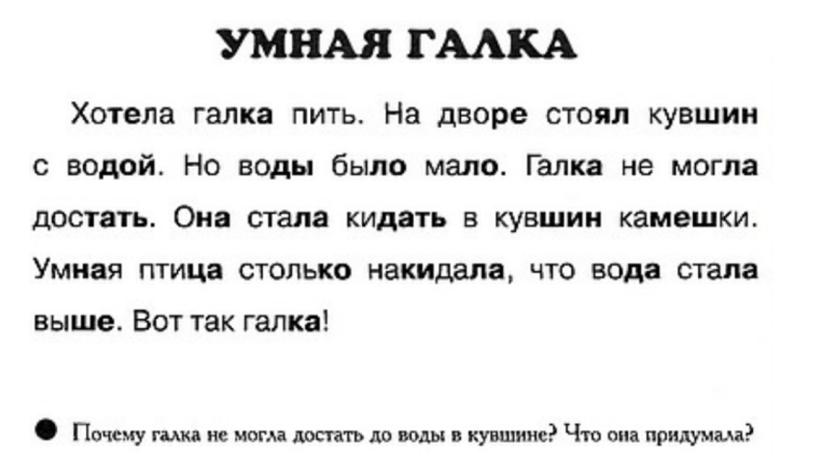 УМНАЯ ГАЛКА
Хотела галка пить. На дворе стоял кувшин
с водой. Но воды было мало. Галка не могла
достать. Она стала кидать в кувшин камешки.
Умная птица столько накидала, что вода стала
выше. Вот так галка!
● Почему галка не могла достать до воды в кувшине? Что она придумала?